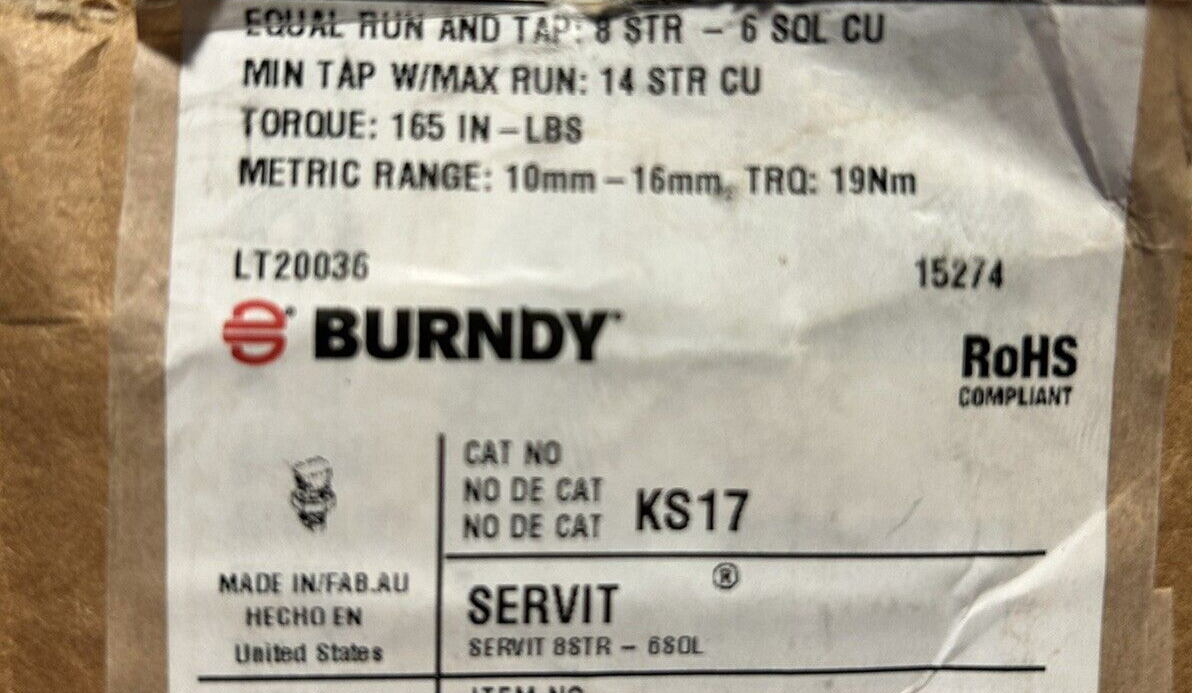 EQUAL RUN AND TAP: 8 STR - 6 SOL CU
MIN TAP W/MAX RUN: 14 STR CU
TORQUE: 165 IN-LBS
METRIC RANGE: 10mm-16mm, TRQ: 19Nm
LT20036 15274
BURNDY
RoHS
COMPLIANT
CAT NO
NO DE CAT KS17
NO DE CAT
MADE IN/FAB.AU
HECHO EN
United States
SERVIT ®
SERVIT 8STR - 6SOL
ITEM NO